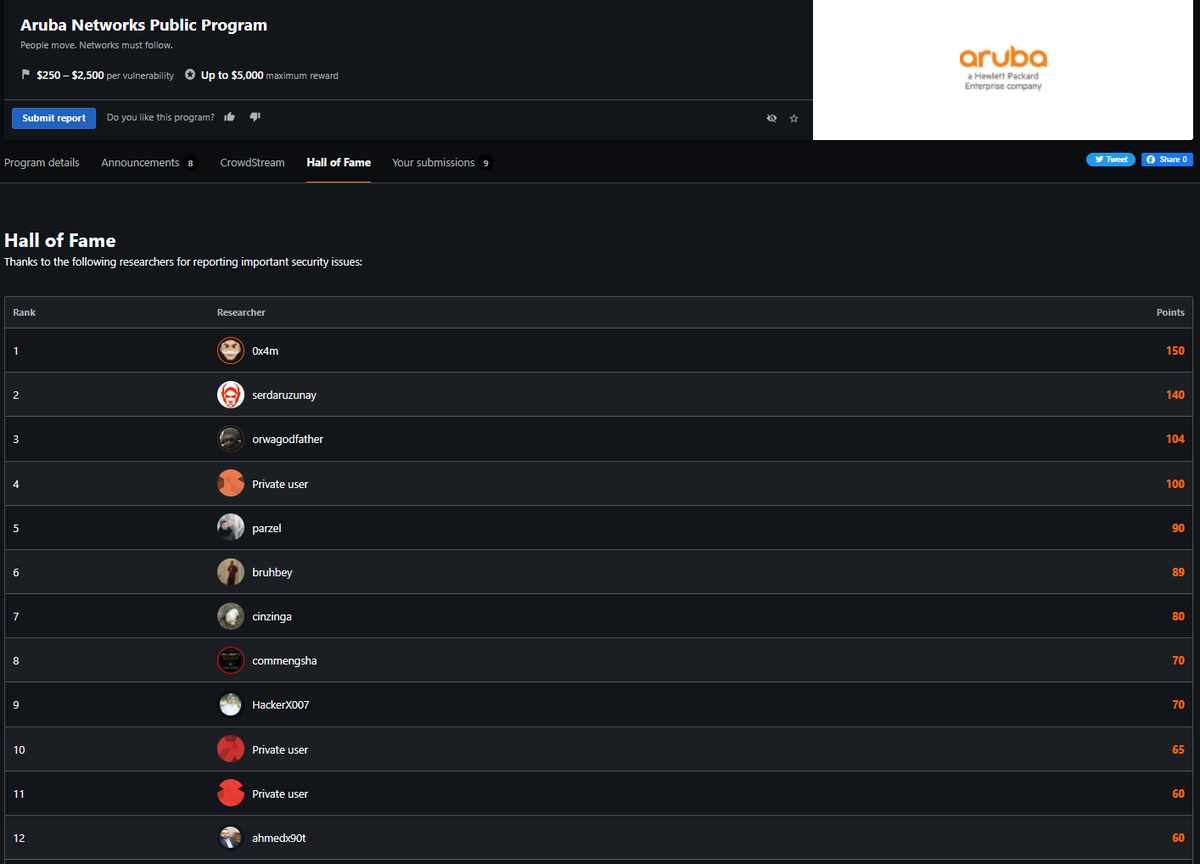 Aruba Networks Public Program
People move. Networks must follow.
$250 – $2,500 per vulnerability Up to $5,000 maximum reward
Submit report Do you like this program?
aruba
a Hewlett Packard
Enterprise company
Program details Announcements 8 CrowdStream Hall of Fame Your submissions 9 Tweet Share 0
Hall of Fame
Thanks to the following researchers for reporting important security issues:
Rank Researcher Points
1 0x4m 150
2 serdaruzunay 140
3 orwagodfather 104
4 Private user 100
5 parzel 90
6 bruhbey 89
7 cinzinga 80
8 commengsha 70
9 HackerX007 70
10 Private user 65
11 Private user 60
12 ahmedx90t 60